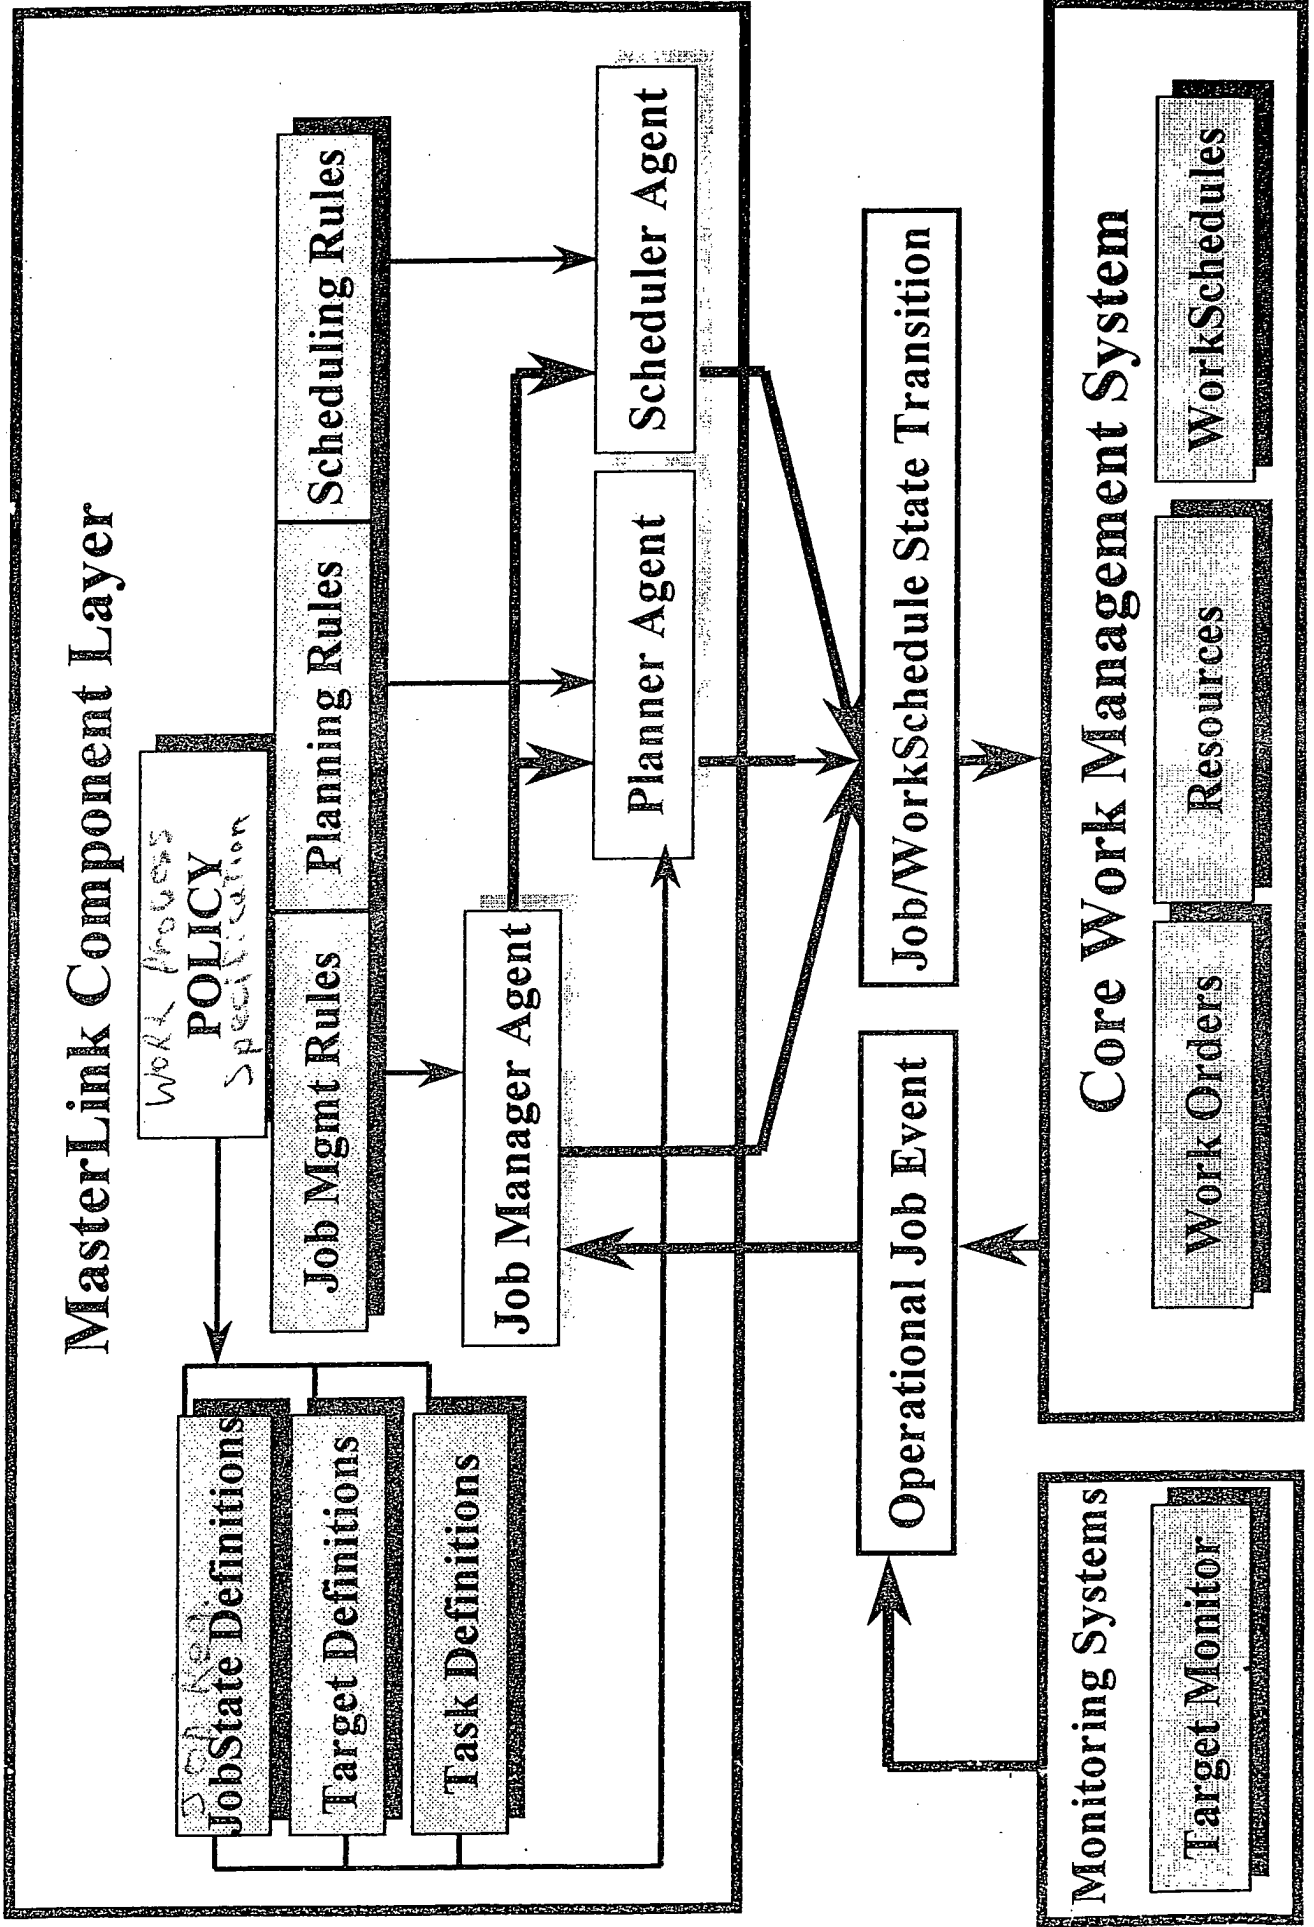 MasterLink Component Layer
Work Process
POLICY
Specification
JobState Definitions
Target Definitions
Task Definitions
Job Mgmt Rules
Planning Rules
Scheduling Rules
Job Manager Agent
Planner Agent
Scheduler Agent
Operational Job Event
Job/WorkSchedule State Transition
Monitoring Systems
Target Monitor
Core Work Management System
Work Orders
Resources
WorkSchedules